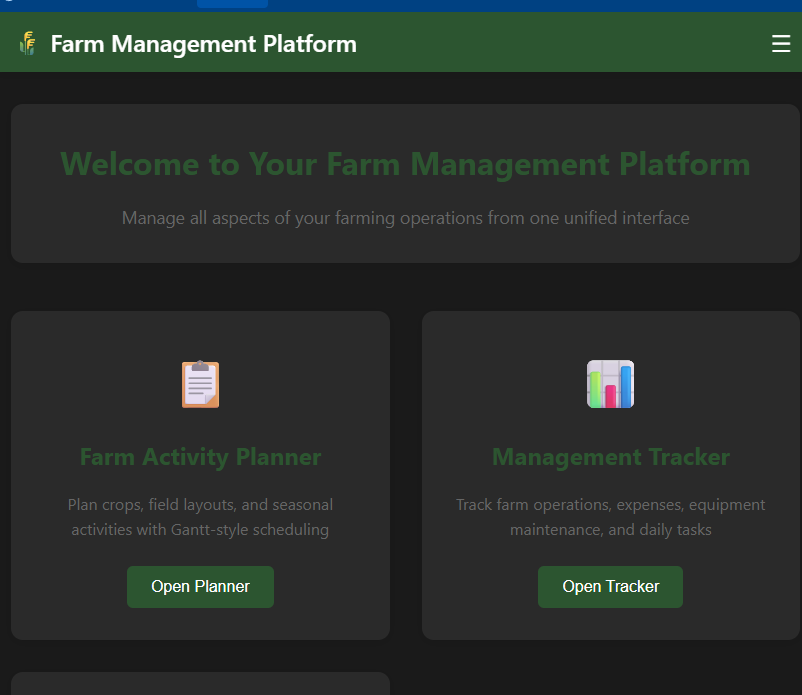 Farm Management Platform
Welcome to Your Farm Management Platform
Manage all aspects of your farming operations from one unified interface
Farm Activity Planner
Plan crops, field layouts, and seasonal
activities with Gantt-style scheduling
Open Planner
Management Tracker
Track farm operations, expenses, equipment
maintenance, and daily tasks
Open Tracker